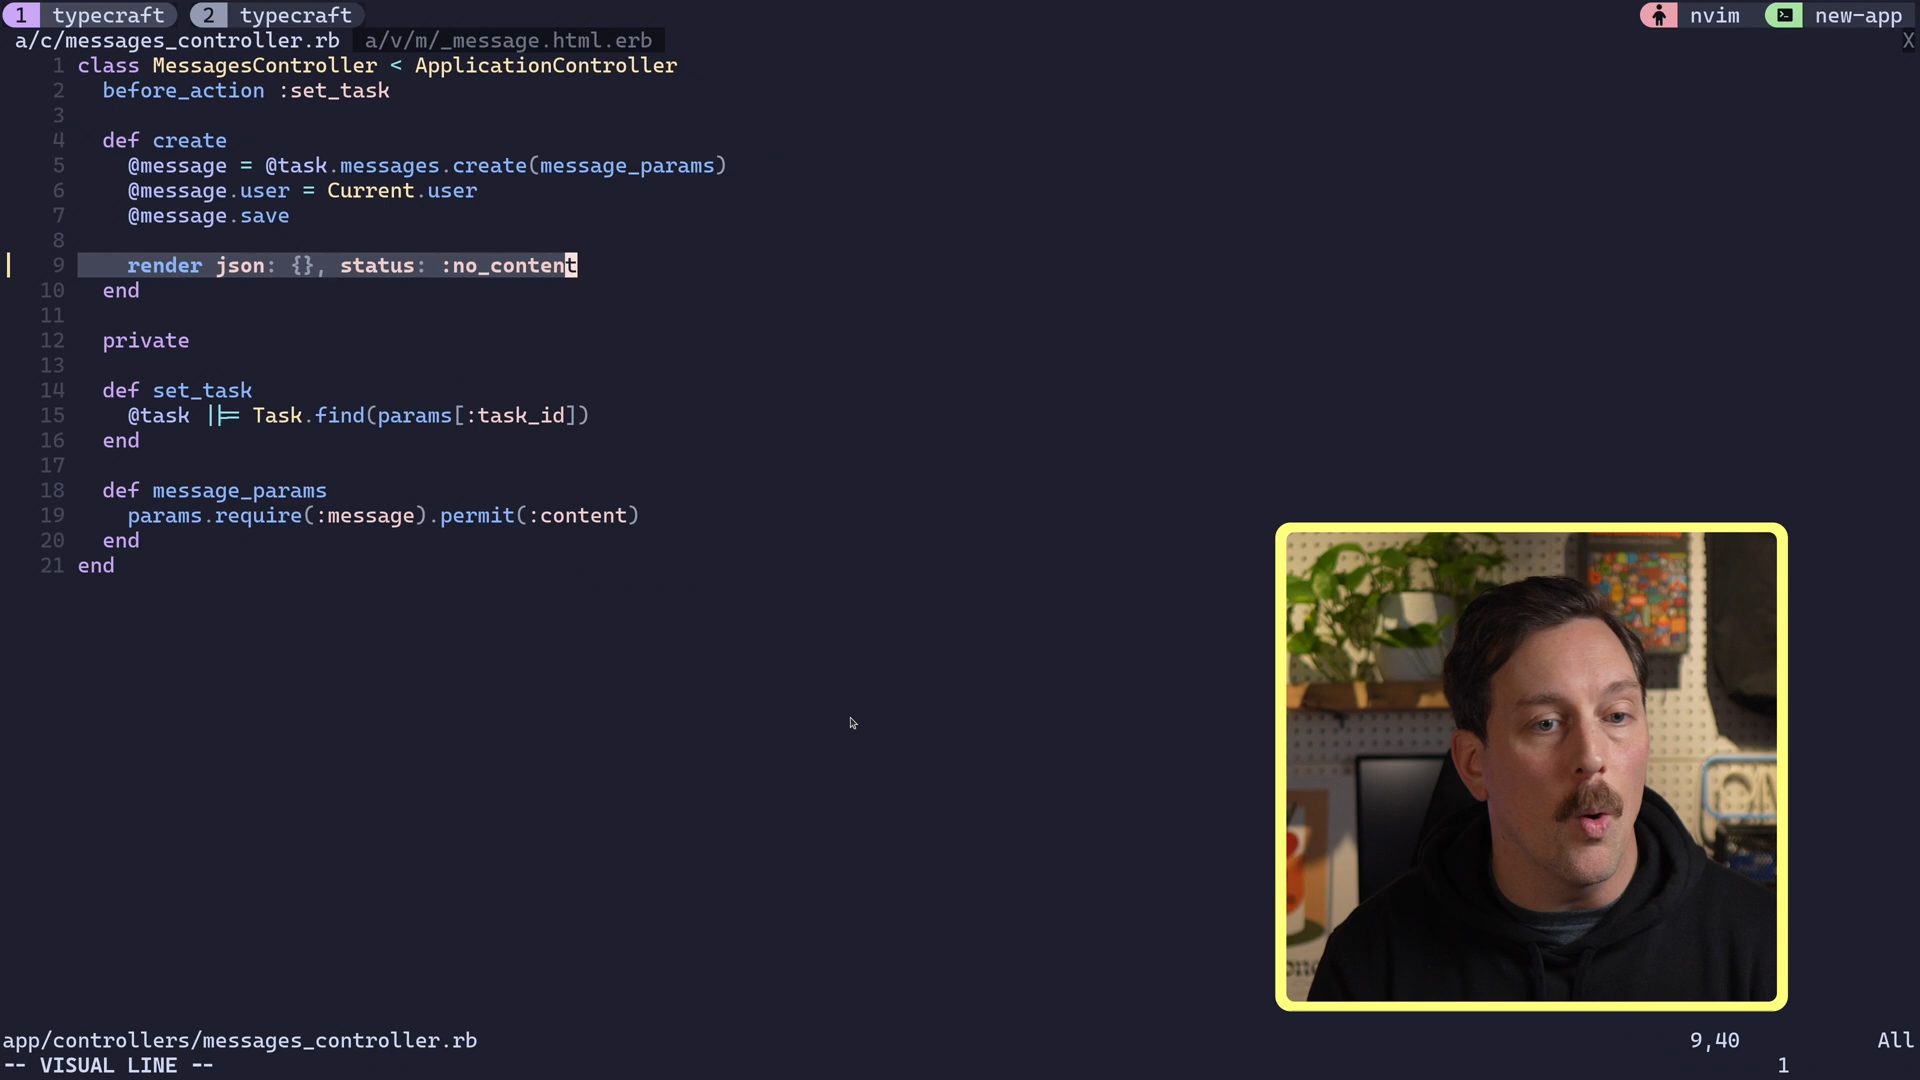 1 typecraft 2 typecraft nvim new-app
a/c/messages_controller.rb a/v/m/_message.html.erb X
1 class MessagesController < ApplicationController
2 before_action :set_task
3
4 def create
5 @message = @task.messages.create(message_params)
6 @message.user = Current.user
7 @message.save
8
9 render json: {}, status: :no_content
10 end
11
12 private
13
14 def set_task
15 @task ||= Task.find(params[:task_id])
16 end
17
18 def message_params
19 params.require(:message).permit(:content)
20 end
21 end
app/controllers/messages_controller.rb 9,40 All
-- VISUAL LINE -- 1